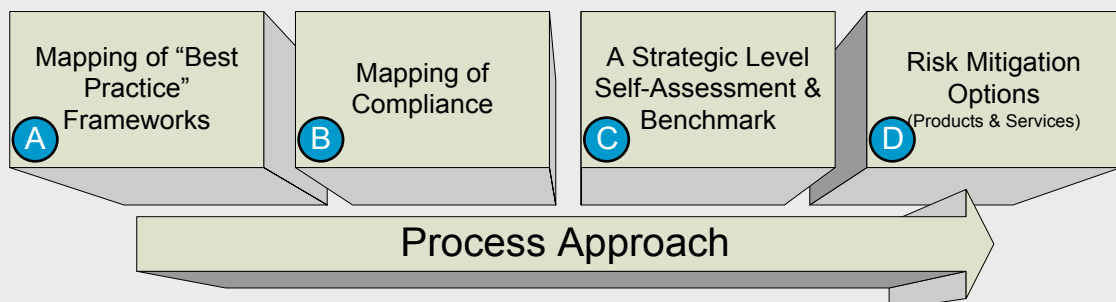 Mapping of “Best
Practice”
Frameworks
A
Mapping of
Compliance
B
A Strategic Level
Self-Assessment &
Benchmark
C
Risk Mitigation
Options
(Products & Services)
D
Process Approach